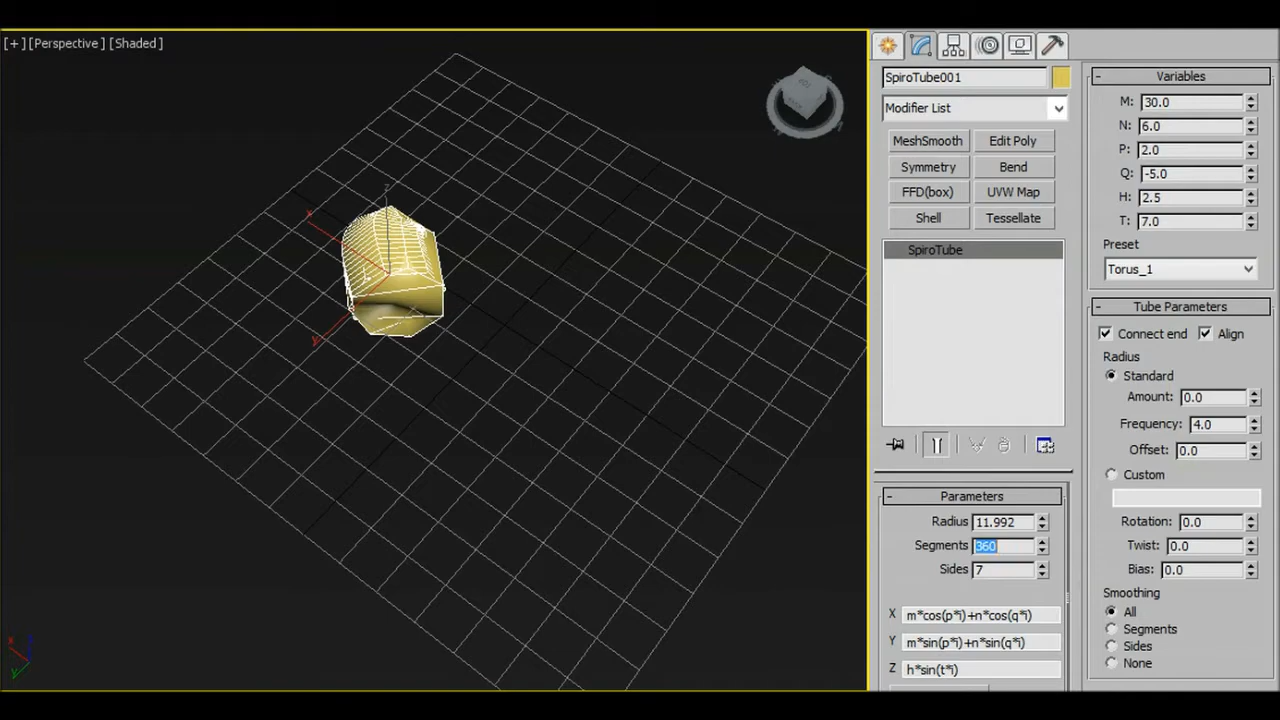 [+][Perspective][Shaded]
z
x
y
x
y
SpiroTube001
Modifier List
MeshSmooth Edit Poly
Symmetry Bend
FFD(box) UVW Map
Shell Tessellate
SpiroTube
- Parameters
Radius 11.992
Segments 360
Sides 7
X m*cos(p*i)+n*cos(q*i)
Y m*sin(p*i)+n*sin(q*i)
Z h*sin(t*i)
- Variables
M: 30.0
N: 6.0
P: 2.0
Q: -5.0
H: 2.5
T: 7.0
Preset
Torus_1
- Tube Parameters
Connect end Align
Radius
Standard
Amount: 0.0
Frequency: 4.0
Offset: 0.0
Custom
Rotation: 0.0
Twist: 0.0
Bias: 0.0
Smoothing
All
Segments
Sides
None